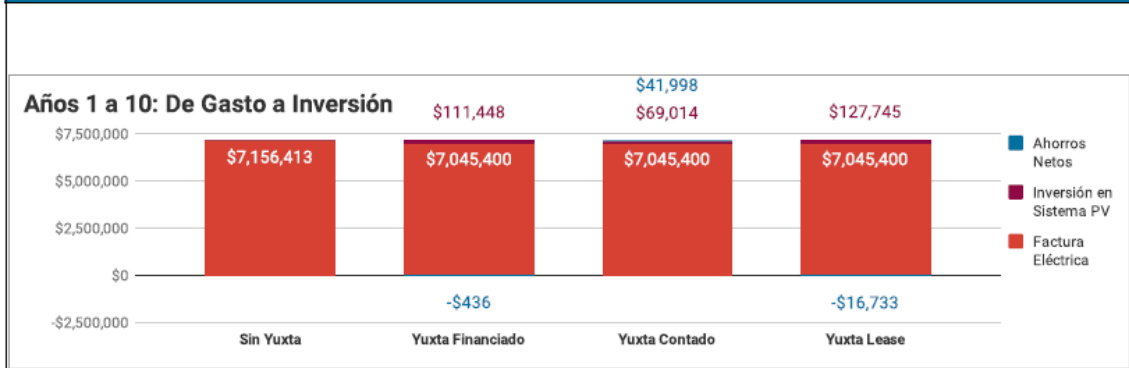 Años 1 a 10: De Gasto a Inversión
$41,998
$111,448
$69,014
$127,745
$7,500,000
$7,156,413
$7,045,400
$7,045,400
$7,045,400
$5,000,000
$2,500,000
$0
-$2,500,000
-$436
-$16,733
Sin Yuxta
Yuxta Financiado
Yuxta Contado
Yuxta Lease
Ahorros
Netos
Inversión en
Sistema PV
Factura
Eléctrica